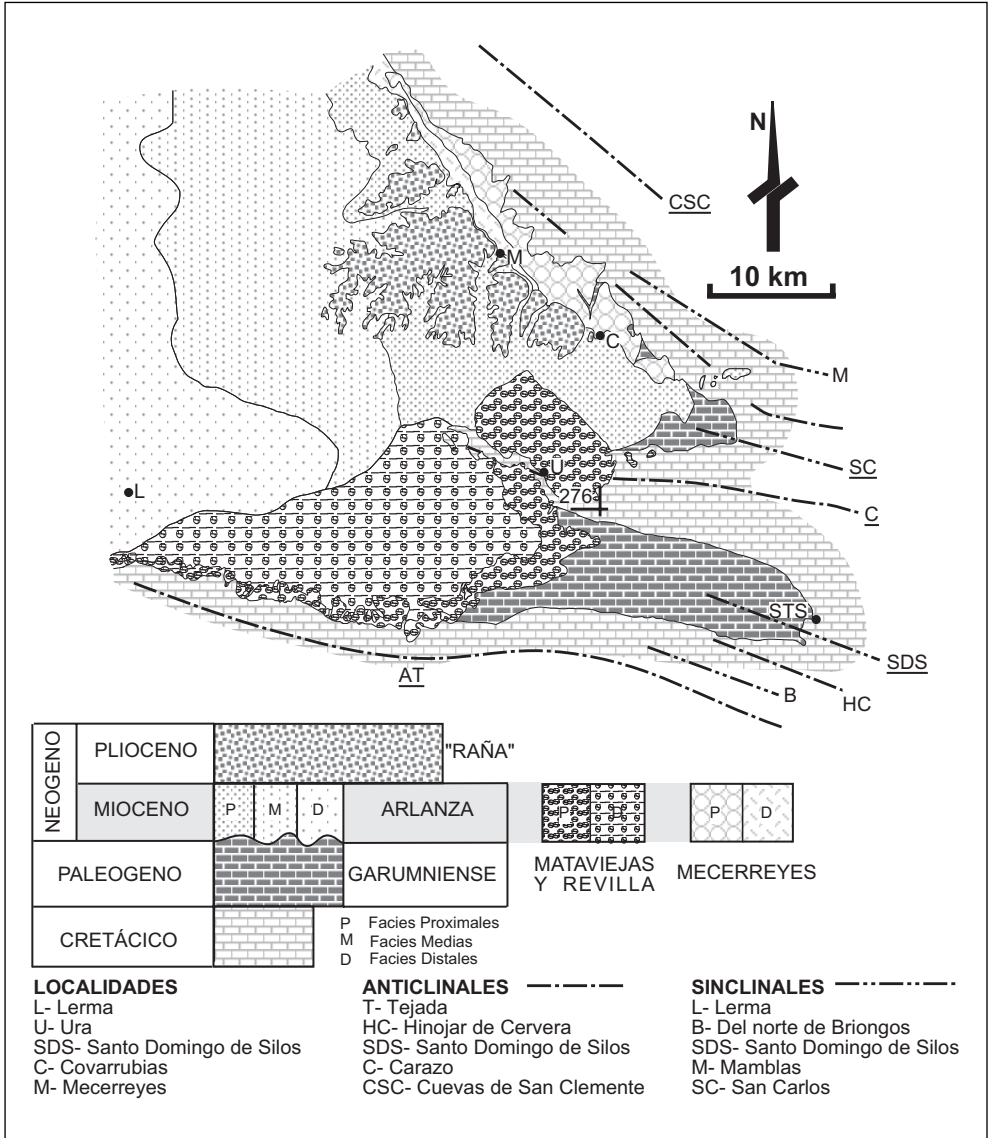 N
CSC
10 km
M
M
C
SC
L
U
276
C
STS
AT
SDS
B
HC
NEOGENO
PLIOCENO
"RAÑA"
MIOCENO
P
M
D
ARLANZA
P
D
P
D
PALEOGENO
GARUMNIENSE
MATAVIEJAS
Y REVILLA
MECERREYES
CRETÁCICO
P Facies Proximales
M Facies Medias
D Facies Distales
LOCALIDADES
L- Lerma
U- Ura
SDS- Santo Domingo de Silos
C- Covarrubias
M- Mecerreyes
ANTICLINALES
T- Tejada
HC- Hinojar de Cervera
SDS- Santo Domingo de Silos
C- Carazo
CSC- Cuevas de San Clemente
SINCLINALES
L- Lerma
B- Del norte de Briongos
SDS- Santo Domingo de Silos
M- Mamblas
SC- San Carlos